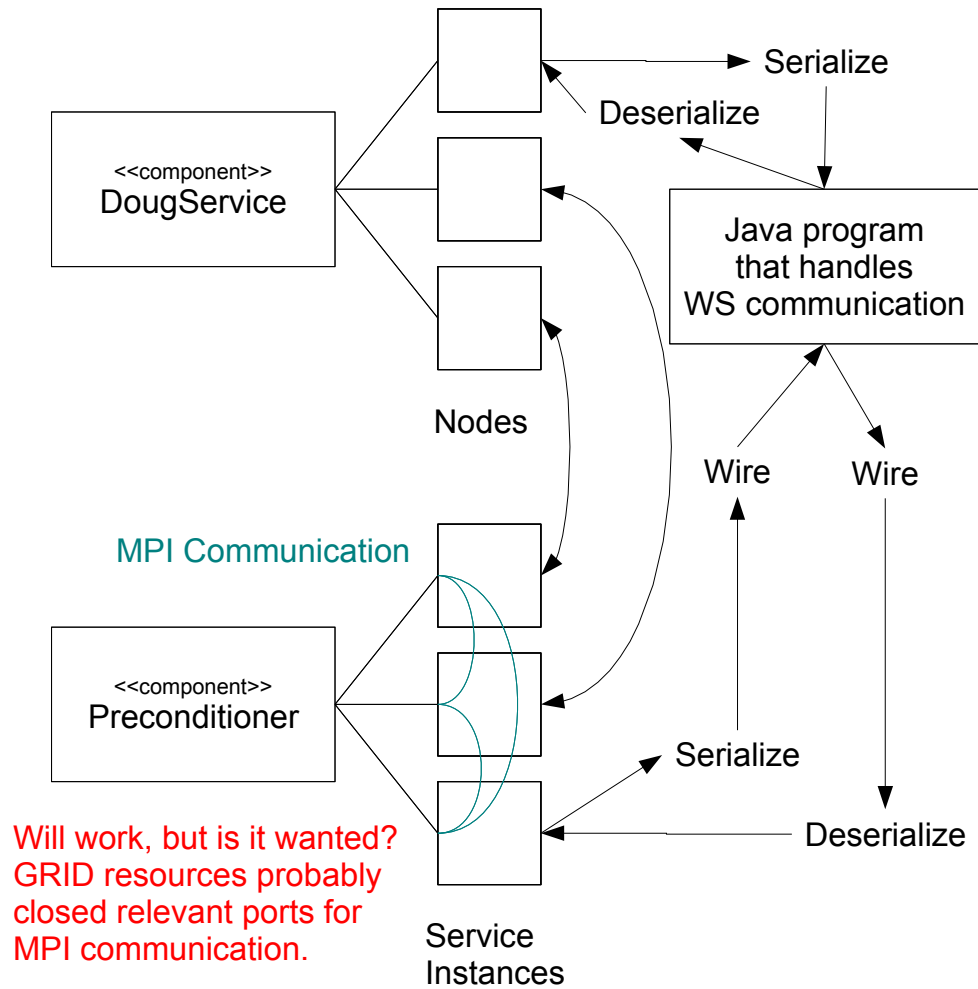 Serialize
Deserialize
<<component>>
DougService
Java program
that handles
WS communication
Nodes
Wire
Wire
MPI Communication
<<component>>
Preconditioner
Serialize
Deserialize
Will work, but is it wanted?
GRID resources probably
closed relevant ports for
MPI communication.
Service
Instances